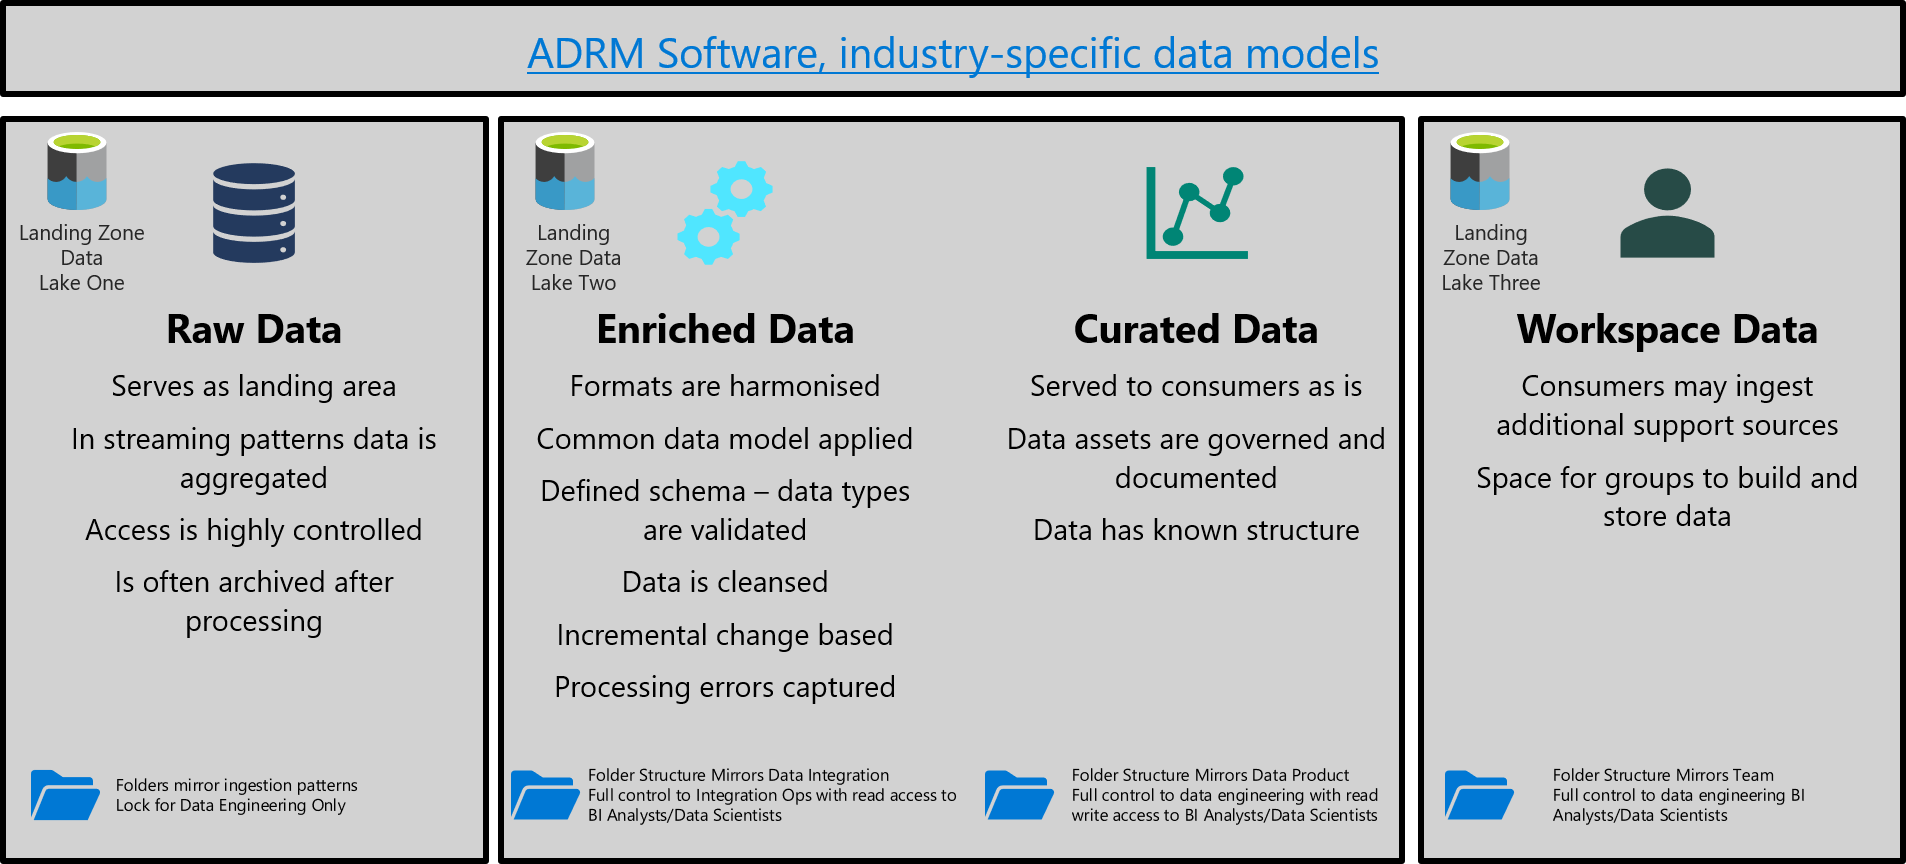 ADRM Software, industry-specific data models
Landing Zone
Data
Lake One
Raw Data
Serves as landing area
In streaming patterns data is
aggregated
Access is highly controlled
Is often archived after
processing
Folders mirror ingestion patterns
Lock for Data Engineering Only
Landing
Zone Data
Lake Two
Enriched Data
Formats are harmonised
Common data model applied
Defined schema – data types
are validated
Data is cleansed
Incremental change based
Processing errors captured
Folder Structure Mirrors Data Integration
Full control to Integration Ops with read access to
BI Analysts/Data Scientists
Curated Data
Served to consumers as is
Data assets are governed and
documented
Data has known structure
Folder Structure Mirrors Data Product
Full control to data engineering with read
write access to BI Analysts/Data Scientists
Landing
Zone Data
Lake Three
Workspace Data
Consumers may ingest
additional support sources
Space for groups to build and
store data
Folder Structure Mirrors Team
Full control to data engineering BI
Analysts/Data Scientists